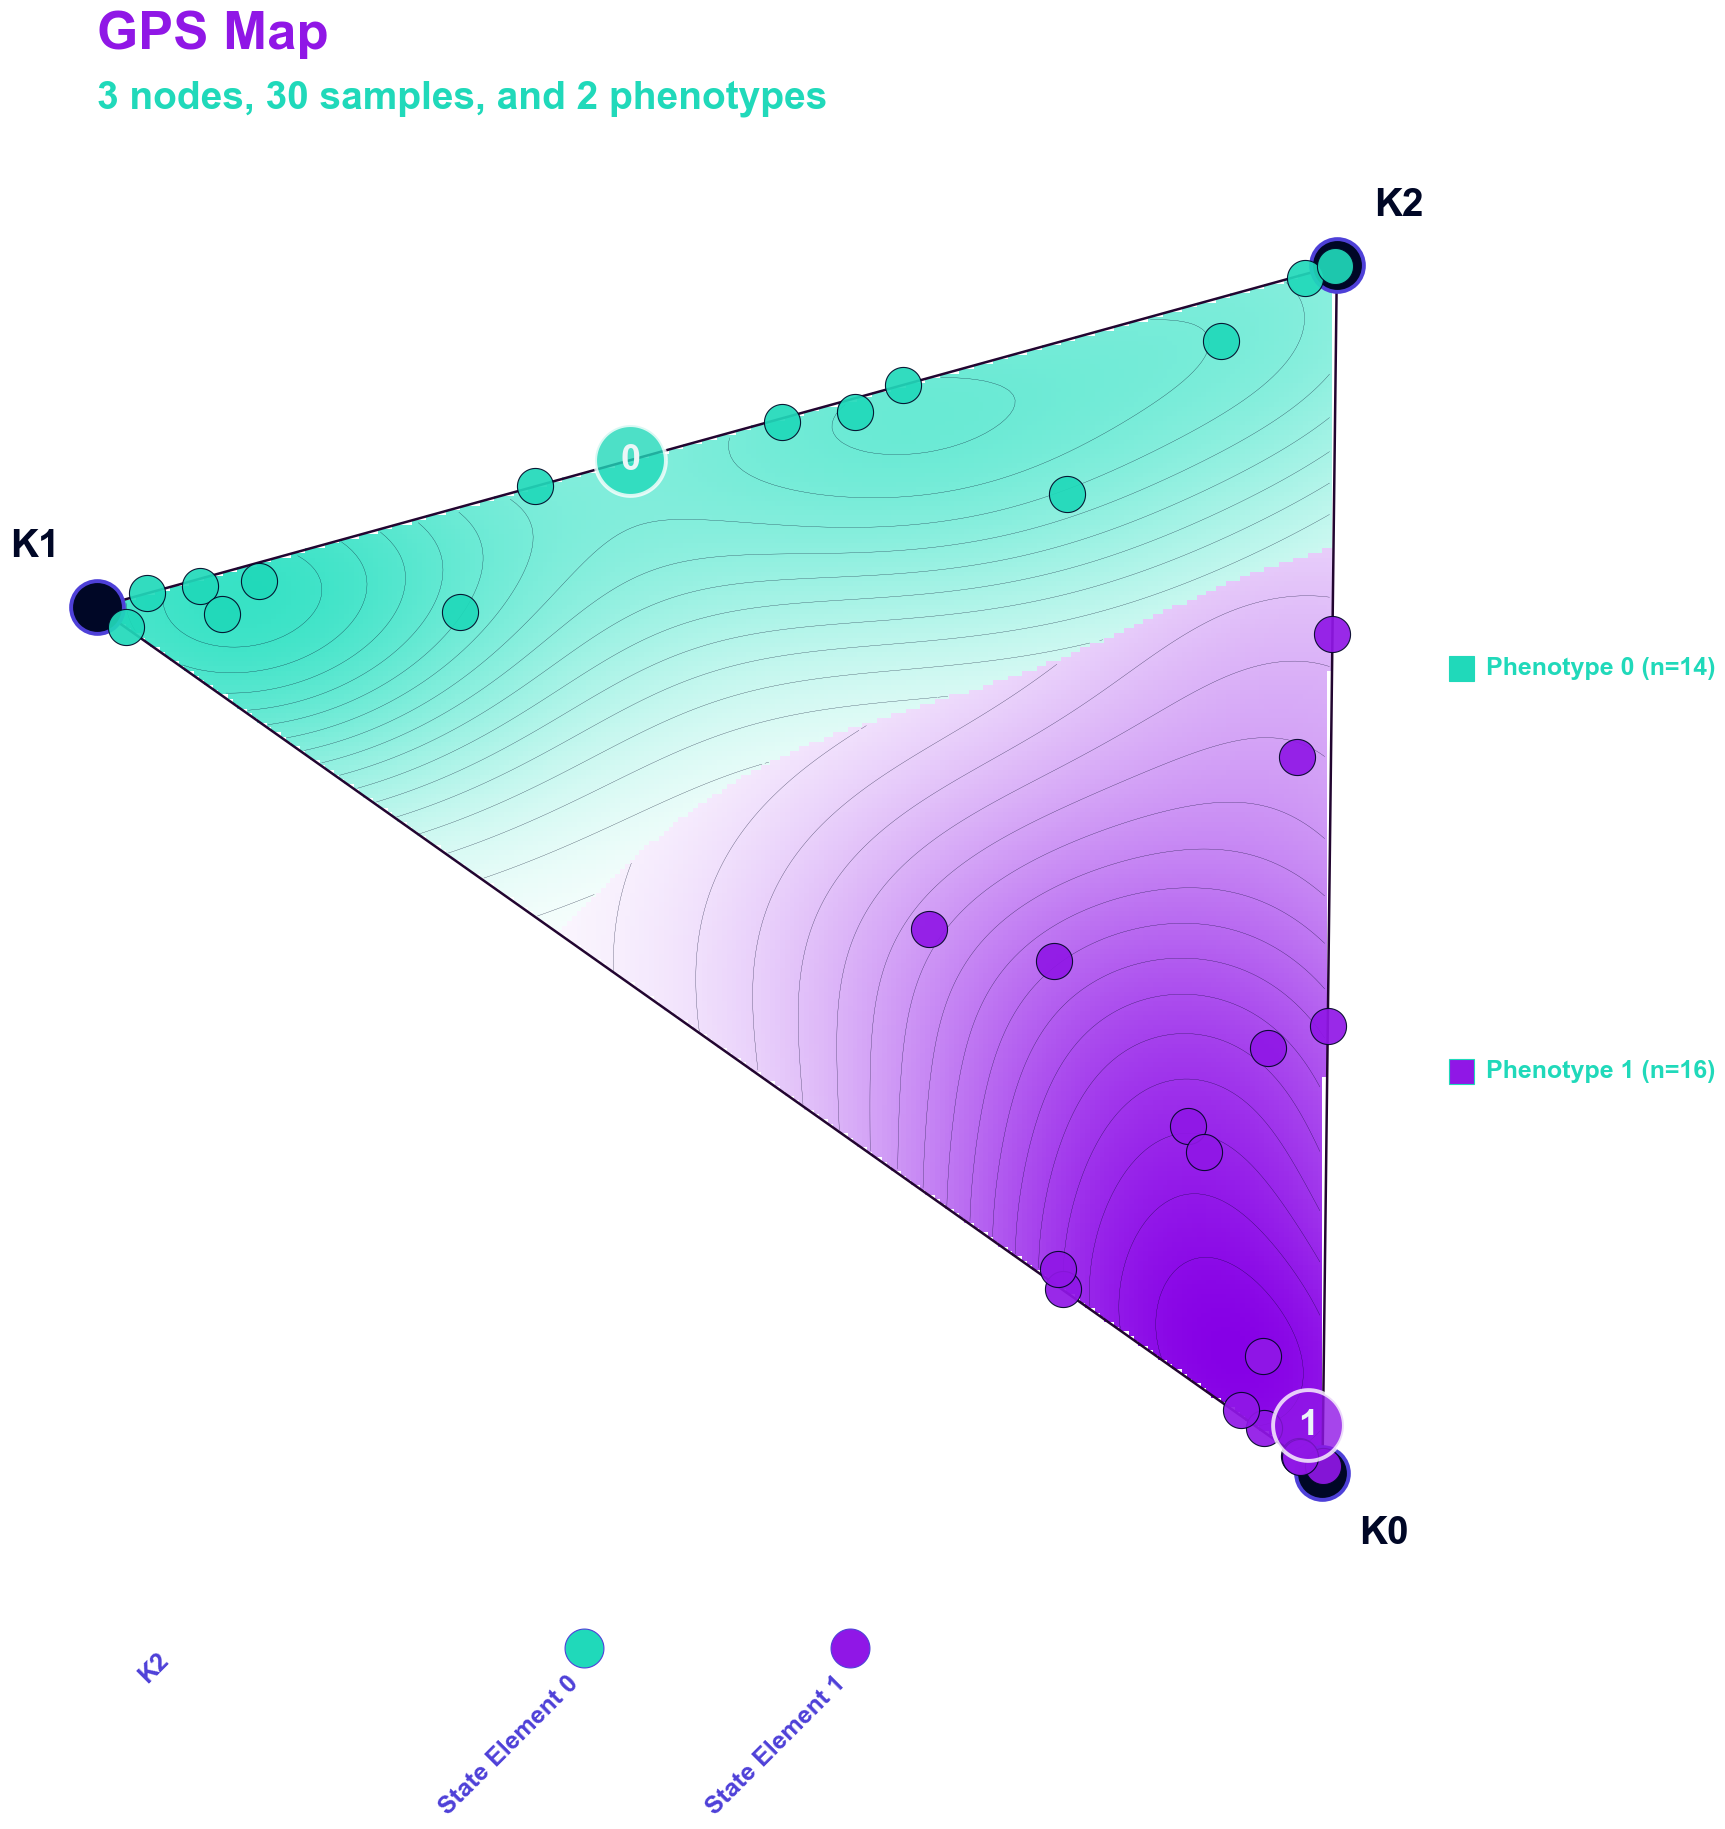 GPS Map
3 nodes, 30 samples, and 2 phenotypes
K2
0
K1
Phenotype 0 (n=14)
Phenotype 1 (n=16)
1
K0
K2
State Element 0
State Element 1